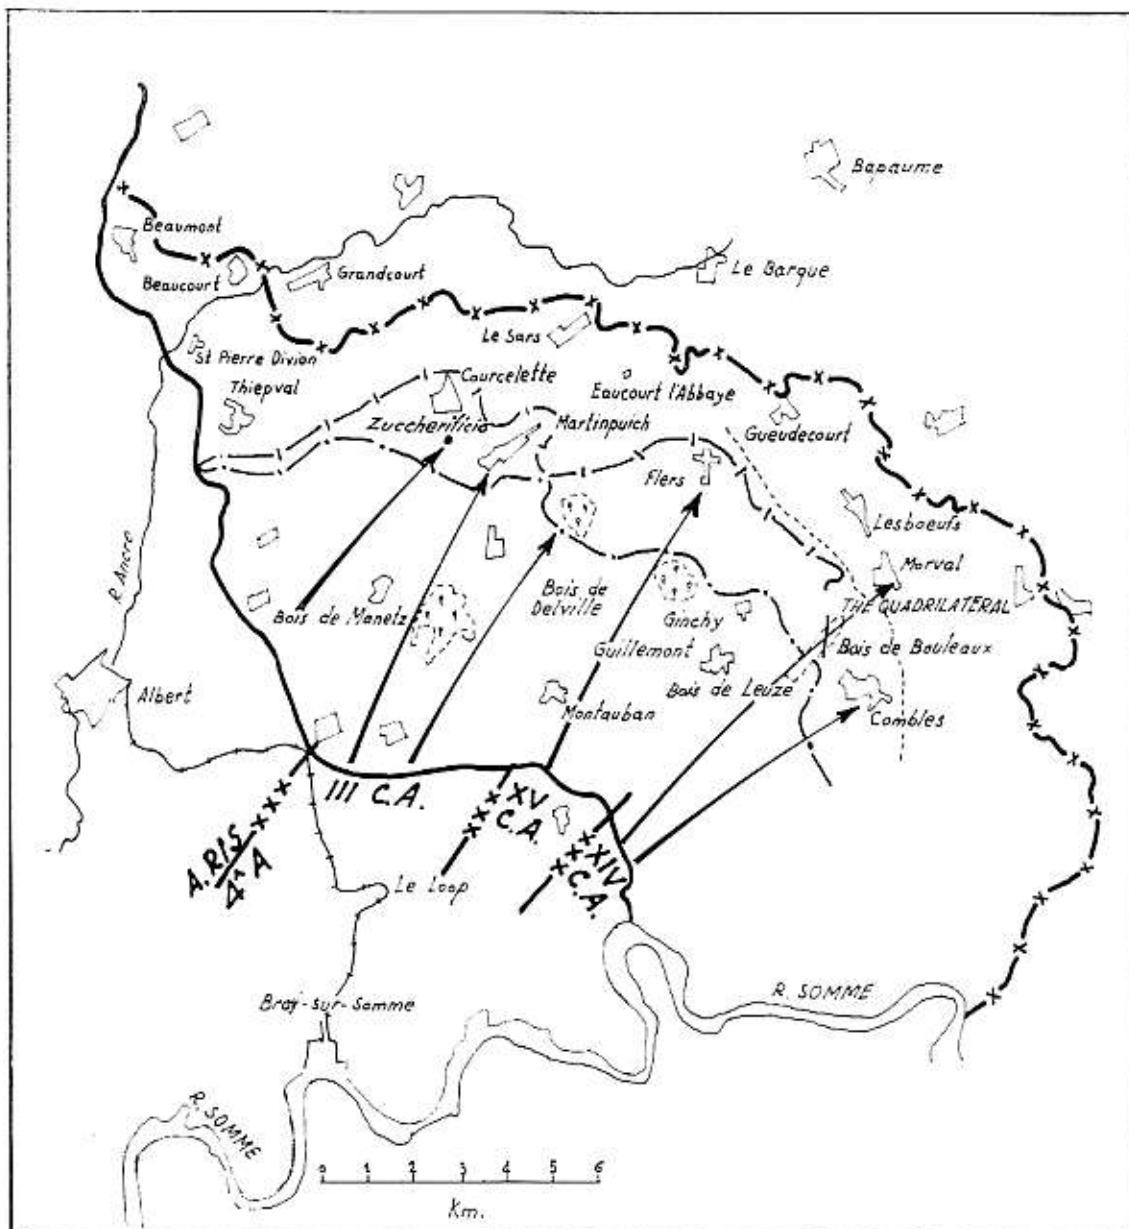 Bapaume
Beaumont
Le Barque
Beaucourt
Grandcourt
Le Sars
St Pierre Divion
Thiepval
Courcelette
Eaucourt l'Abbaye
Zuccherificio
Martinpuich
Gueudecourt
Flers
Lesboeufs
R. Ancre
Morval
Bois de Manetz
Bois de
Delville
Ginchy
THE QUADRILATERAL
Guillemont
Bois de Bouleaux
Albert
Bois de Leuze
Montauban
Combles
III C.A.
XV
C.A.
A. RIS
4^ A
XIV
C.A.
Le Loop
Bray-sur-Somme
R. SOMME
R. SOMME
0 1 2 3 4 5 6
Km.